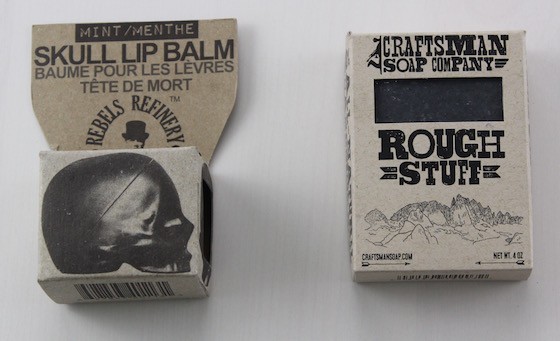 MINT/MENTHE
SKULL LIP BALM
BAUME POUR LES LÈVRES
TÊTE DE MORT
REBELS REFINERY™
CRAFTSMAN
SOAP COMPANY
ROUGH
STUFF
CRAFTSMANSOAP.COM
NET WT. 4 OZ